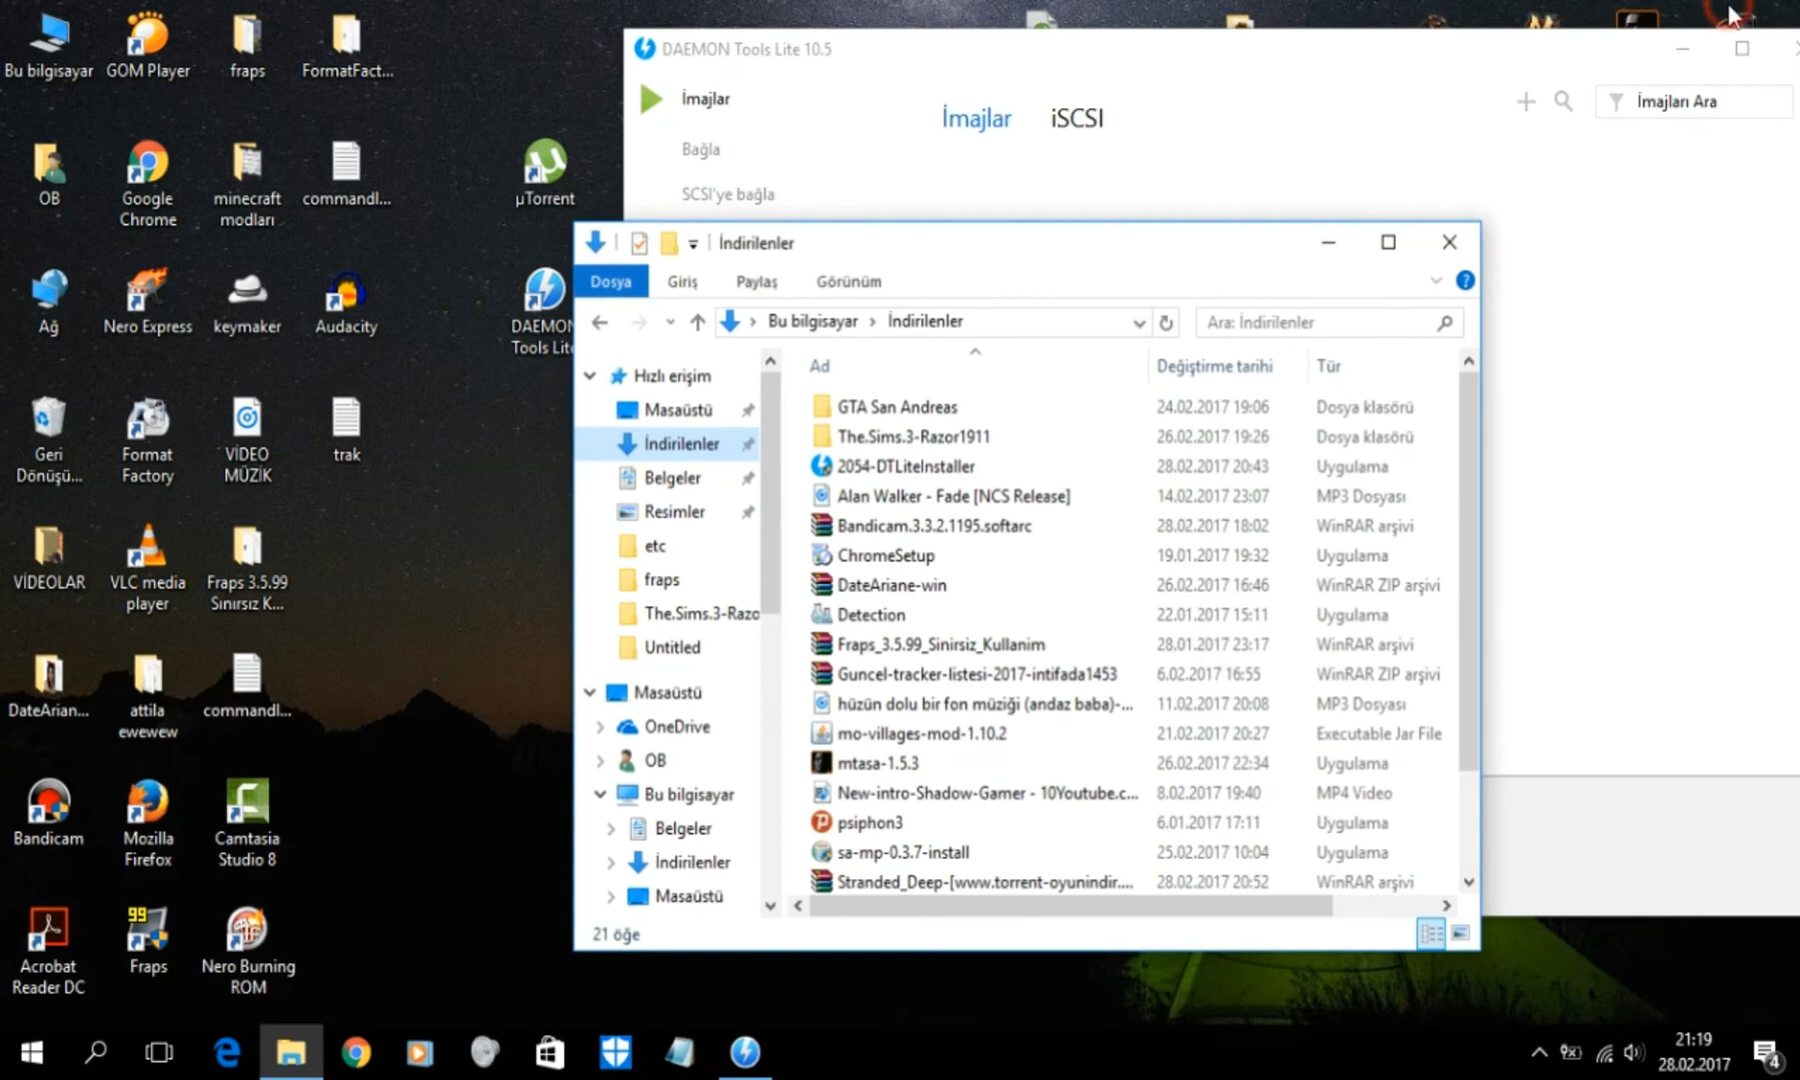 Bu bilgisayar
GOM Player
fraps
FormatFact...
OB
Google
Chrome
minecraft
modları
commandl...
µTorrent
Ağ
Nero Express
keymaker
Audacity
DAEMON
Tools Lite
Geri
Dönüşü...
Format
Factory
VİDEO
MÜZİK
trak
VİDEOLAR
VLC media
player
Fraps 3.5.99
Sınırsız K...
DateArian...
attila
ewewew
commandl...
Bandicam
Mozilla
Firefox
Camtasia
Studio 8
Acrobat
Reader DC
99
Fraps
Nero Burning
ROM
DAEMON Tools Lite 10.5
İmajlar
Bağla
SCSI'ye bağla
İmajlar
iSCSI
İmajları Ara
İndirilenler
Dosya
Giriş
Paylaş
Görünüm
Bu bilgisayar
İndirilenler
Ara: İndirilenler
Hızlı erişim
Masaüstü
İndirilenler
Belgeler
Resimler
etc
fraps
The.Sims.3-Razo
Untitled
Masaüstü
OneDrive
OB
Bu bilgisayar
Belgeler
İndirilenler
Masaüstü
Ad Değiştirme tarihi Tür
GTA San Andreas 24.02.2017 19:06 Dosya klasörü
The.Sims.3-Razor1911 26.02.2017 19:26 Dosya klasörü
2054-DTLiteInstaller 28.02.2017 20:43 Uygulama
Alan Walker - Fade [NCS Release] 14.02.2017 23:07 MP3 Dosyası
Bandicam.3.3.2.1195.softarc 28.02.2017 18:02 WinRAR arşivi
ChromeSetup 19.01.2017 19:32 Uygulama
DateAriane-win 26.02.2017 16:46 WinRAR ZIP arşivi
Detection 22.01.2017 15:11 Uygulama
Fraps_3.5.99_Sinirsiz_Kullanim 28.01.2017 23:17 WinRAR arşivi
Guncel-tracker-listesi-2017-intifada1453 6.02.2017 16:55 WinRAR ZIP arşivi
hüzün dolu bir fon müziği (andaz baba)-... 11.02.2017 20:08 MP3 Dosyası
mo-villages-mod-1.10.2 21.02.2017 20:27 Executable Jar File
mtasa-1.5.3 26.02.2017 22:34 Uygulama
New-intro-Shadow-Gamer - 10Youtube.c... 8.02.2017 19:40 MP4 Video
psiphon3 6.01.2017 17:11 Uygulama
sa-mp-0.3.7-install 25.02.2017 10:04 Uygulama
Stranded_Deep-[www.torrent-oyunindir.... 28.02.2017 20:52 WinRAR arşivi
21 öğe
21:19
28.02.2017
4